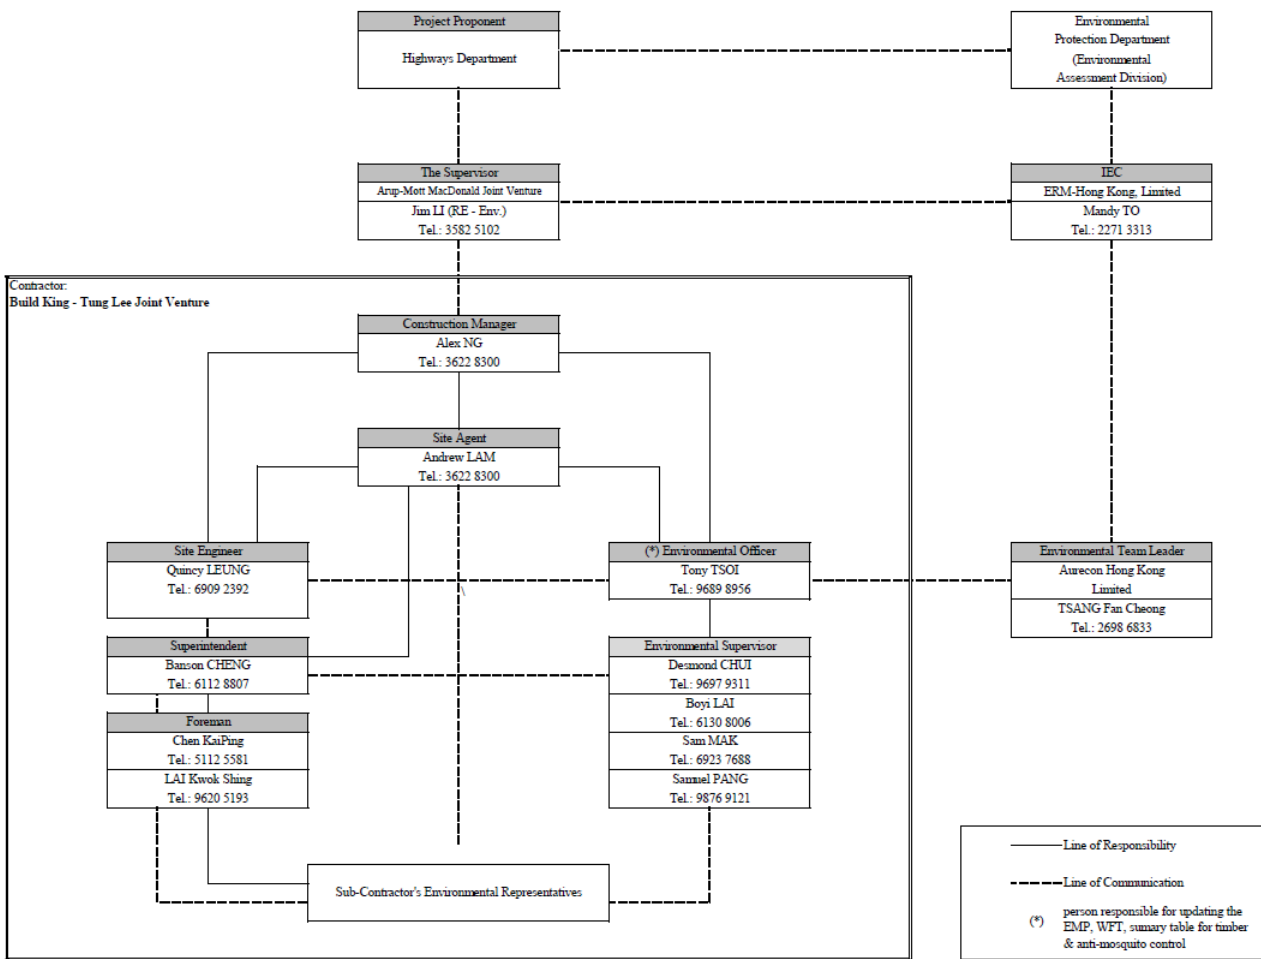 Project Proponent
Highways Department
Environmental
Protection Department
(Environmental
Assessment Division)
The Supervisor
Arup-Mott MacDonald Joint Venture
Jim LI (RE - Env.)
Tel.: 3582 5102
IEC
ERM-Hong Kong, Limited
Mandy TO
Tel.: 2271 3313
Contractor:
Build King - Tung Lee Joint Venture
Construction Manager
Alex NG
Tel.: 3622 8300
Site Agent
Andrew LAM
Tel.: 3622 8300
Site Engineer
Quincy LEUNG
Tel.: 6909 2392
\
(*) Environmental Officer
Tony TSOI
Tel.: 9689 8956
Environmental Team Leader
Aurecon Hong Kong
Limited
TSANG Fan Cheong
Tel.: 2698 6833
Superintendent
Banson CHENG
Tel.: 6112 8807
Environmental Supervisor
Desmond CHUI
Tel.: 9697 9311
Boyi LAI
Tel.: 6130 8006
Sam MAK
Tel.: 6923 7688
Samuel PANG
Tel.: 9876 9121
Foreman
Chen KaiPing
Tel.: 5112 5581
LAI Kwok Shing
Tel.: 9620 5193
Sub-Contractor's Environmental Representatives
Line of Responsibility
Line of Communication
(*) person responsible for updating the
EMP, WFT, sumary table for timber
& anti-mosquito control